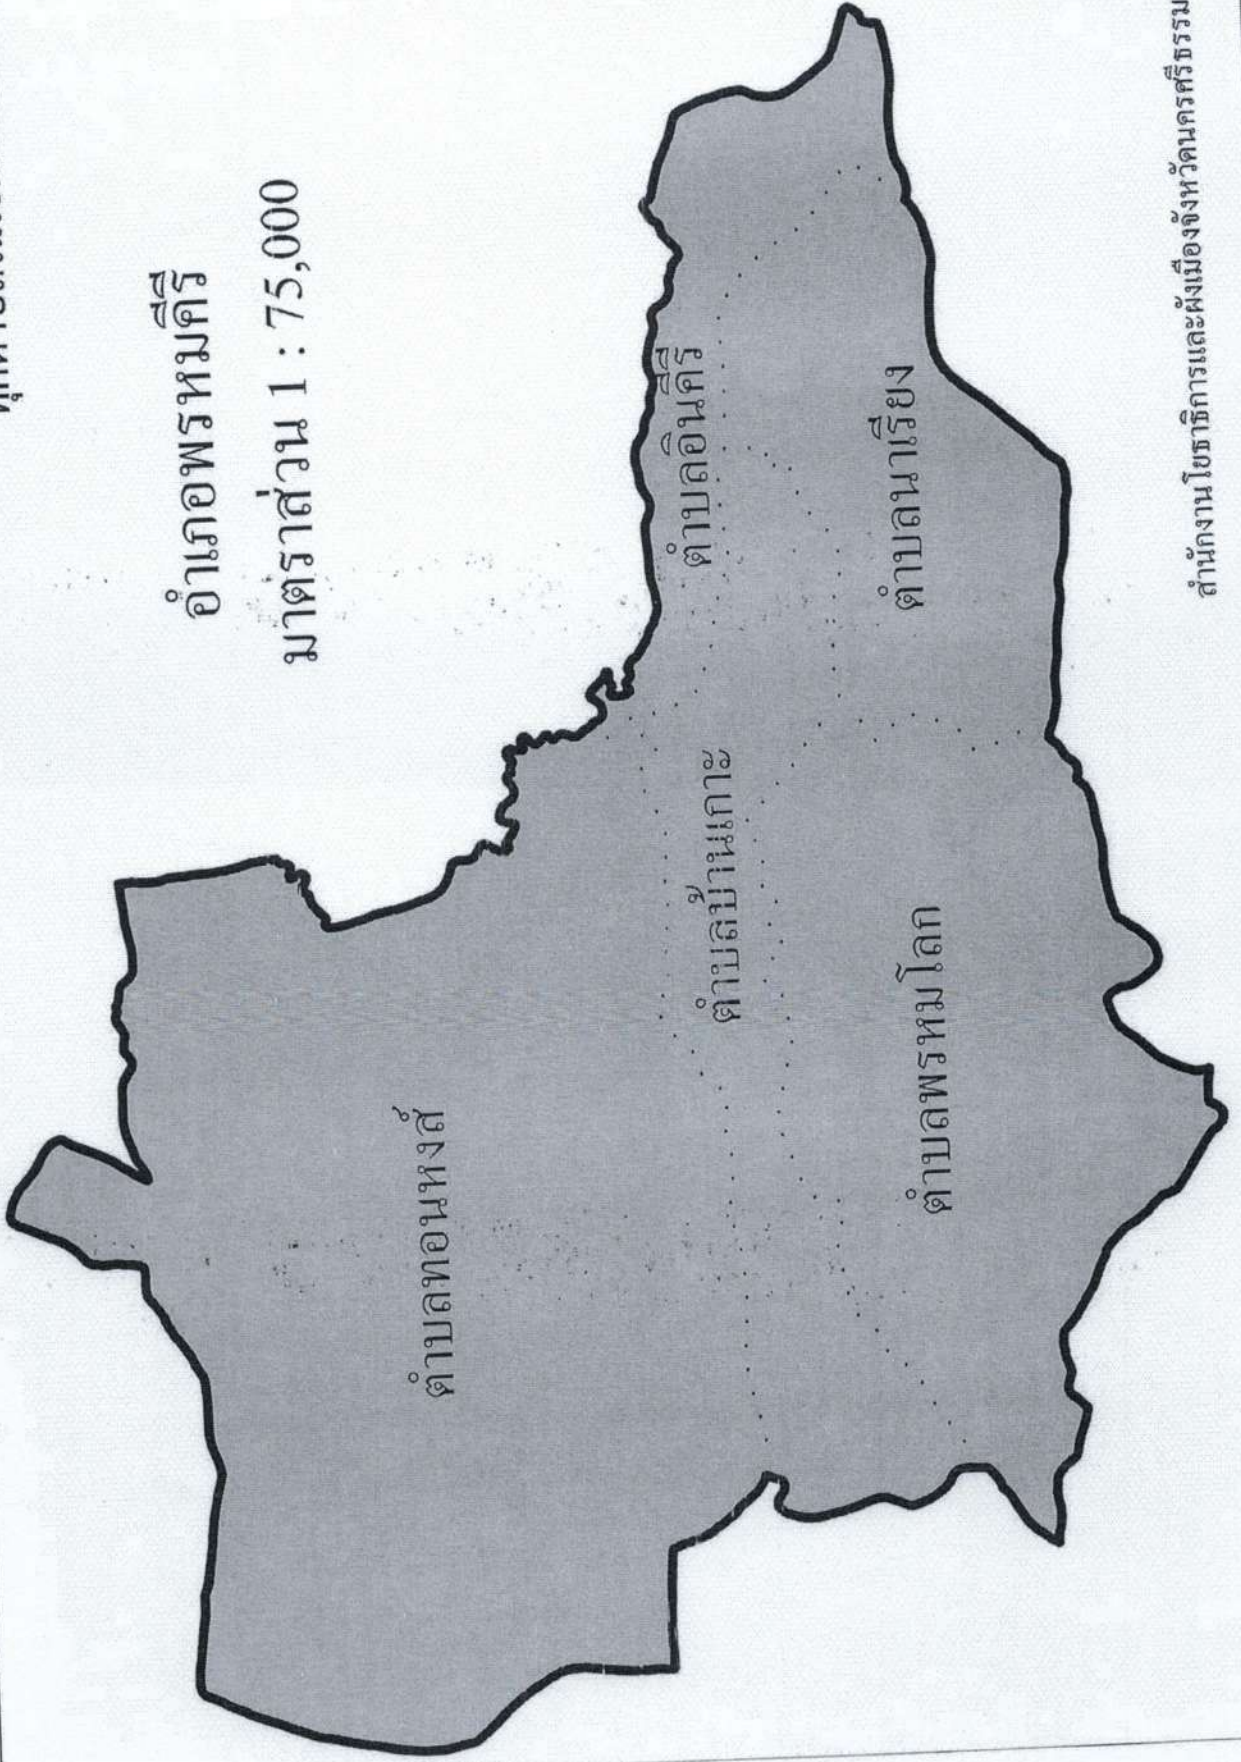 อำเภอพรหมคีรี
มาตราส่วน 1 : 75,000
ตำบลทอนหงส์
ตำบลอินคีรี
ตำบลบ้านเกาะ
ตำบลนาเรียง
ตำบลพรหมโลก
สำนักงานโยธาธิการและผังเมืองจังหวัดนครศรีธรรม